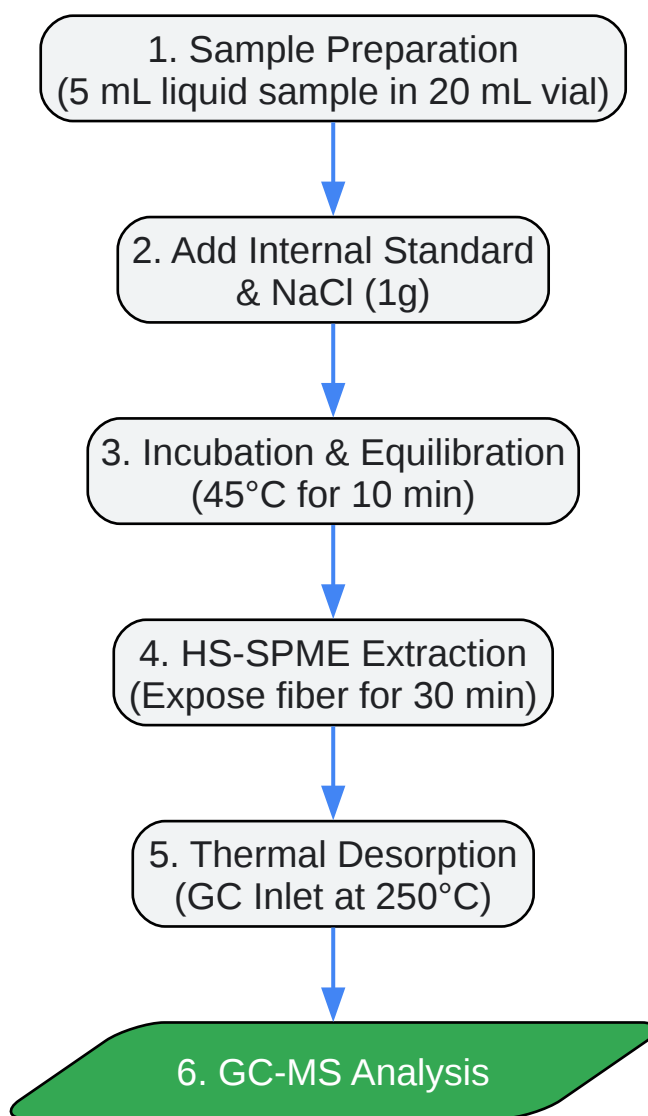 1. Sample Preparation
(5 mL liquid sample in 20 mL vial)
2. Add Internal Standard
& NaCl (1g)
3. Incubation & Equilibration
(45°C for 10 min)
4. HS-SPME Extraction
(Expose fiber for 30 min)
5. Thermal Desorption
(GC Inlet at 250°C)
6. GC-MS Analysis